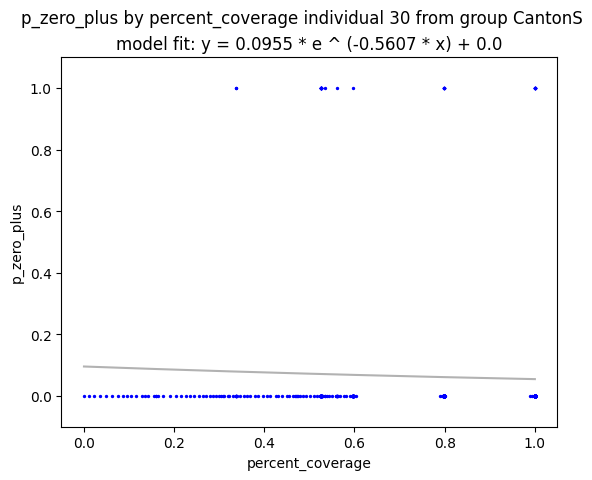 p_zero_plus by percent_coverage individual 30 from group CantonS
model fit: y = 0.0955 * e ^ (-0.5607 * x) + 0.0
1.0
0.8
0.6
0.4
0.2
0.0
p_zero_plus
0.0 0.2 0.4 0.6 0.8 1.0
percent_coverage